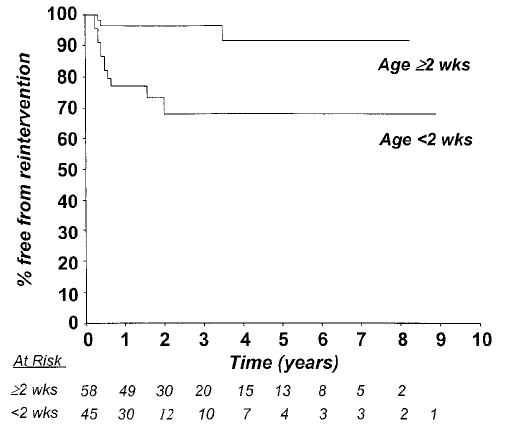 100
90
80
70
60
50
40
30
20
10
0
% free from reintervention
Age ≥2 wks
Age <2 wks
0 1 2 3 4 5 6 7 8 9 10
Time (years)
At Risk
≥2 wks 58 49 30 20 15 13 8 5 2
<2 wks 45 30 12 10 7 4 3 3 2 1